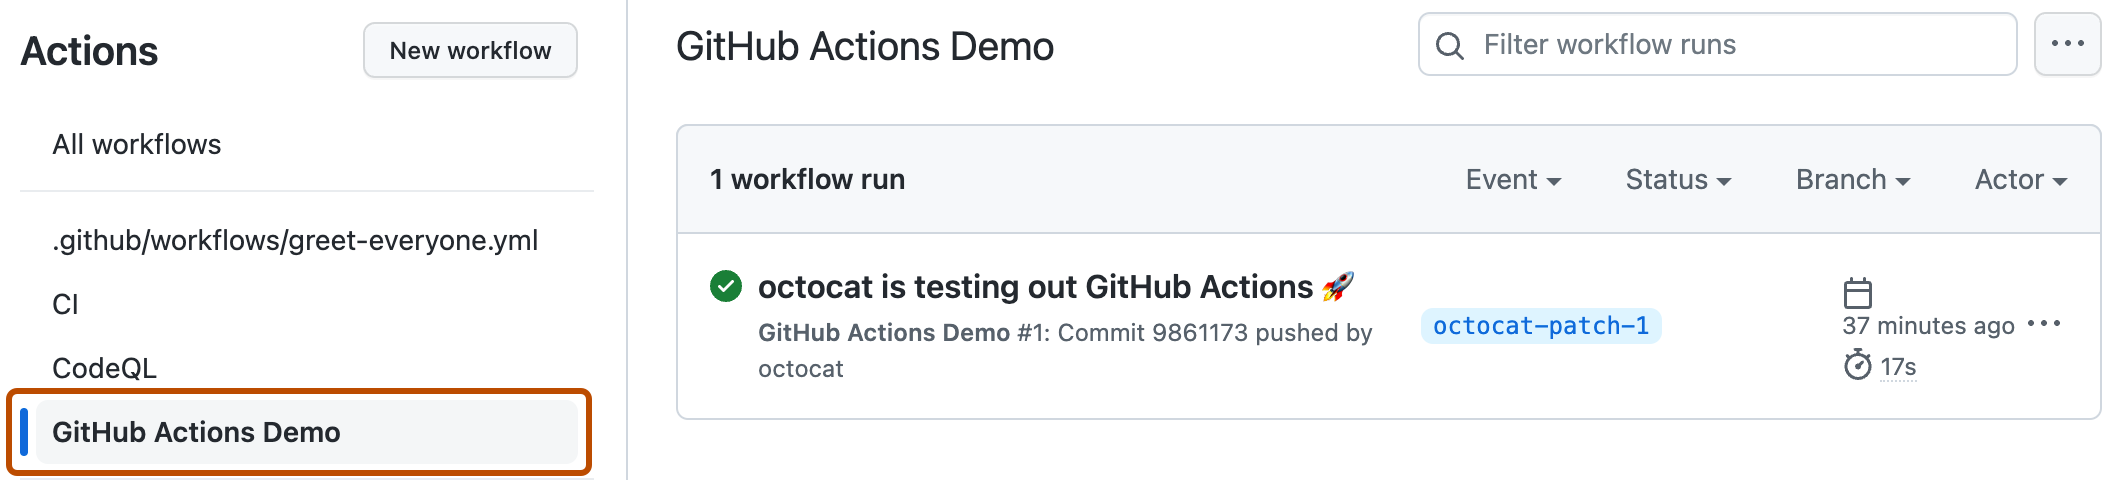 Actions
New workflow
All workflows
.github/workflows/greet-everyone.yml
CI
CodeQL
GitHub Actions Demo
GitHub Actions Demo
Filter workflow runs
1 workflow run
Event
Status
Branch
Actor
octocat is testing out GitHub Actions 🚀
GitHub Actions Demo #1: Commit 9861173 pushed by
octocat
octocat-patch-1
37 minutes ago
17s